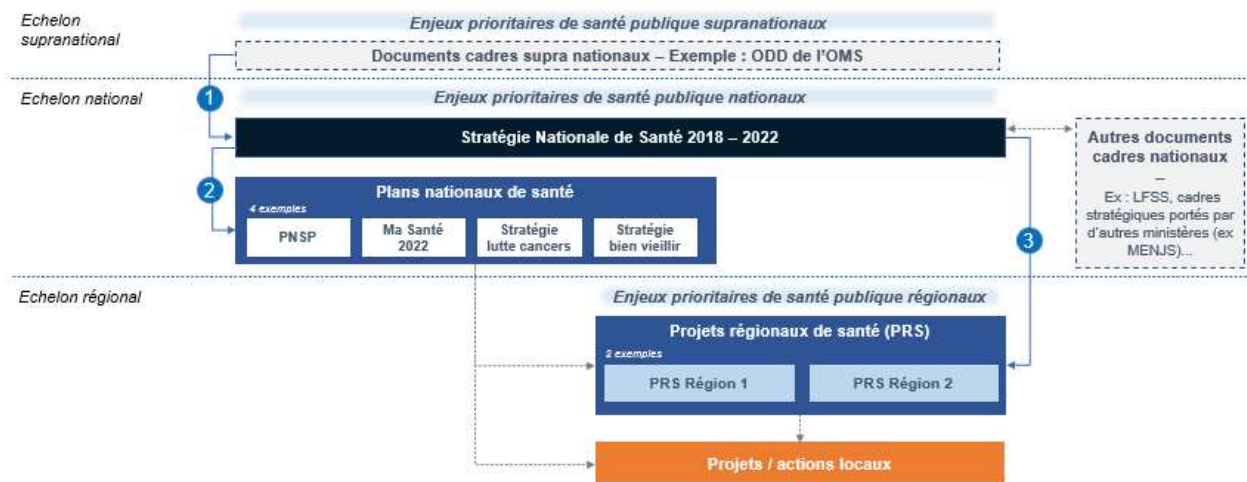 Echelon
supranational
Enjeux prioritaires de santé publique supranationaux
Documents cadres supra nationaux – Exemple : ODD de l'OMS
1
Echelon national
Enjeux prioritaires de santé publique nationaux
Stratégie Nationale de Santé 2018 – 2022
Autres documents
cadres nationaux
–
Ex : LFSS, cadres
stratégiques portés par
d'autres ministères (ex
MENJS)...
2
Plans nationaux de santé
4 exemples
PNSP
Ma Santé
2022
Stratégie
lutte cancers
Stratégie
bien vieillir
3
Echelon régional
Enjeux prioritaires de santé publique régionaux
Projets régionaux de santé (PRS)
2 exemples
PRS Région 1
PRS Région 2
Projets / actions locaux